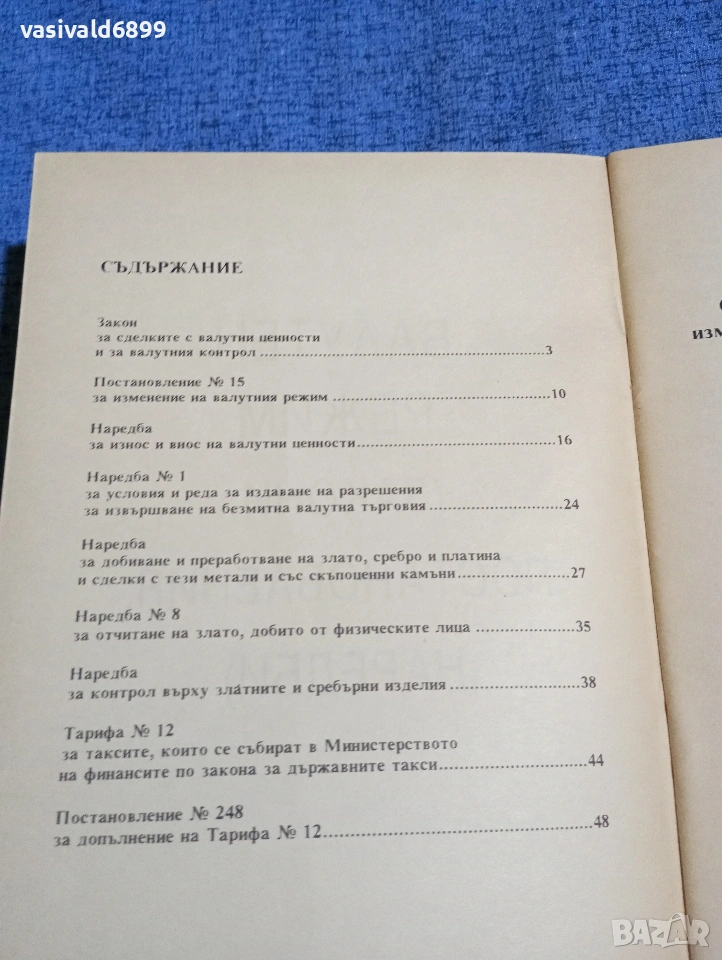 vasivald6899
СЪДЪРЖАНИЕ
Закон
за сделките с валутни ценности
и за валутния контрол ........ 3
Постановление № 15
за изменение на валутния режим ........ 10
Наредба
за износ и внос на валутни ценности ........ 16
Наредба № 1
за условия и реда за издаване на разрешения
за извършване на безмитна валутна търговия ........ 24
Наредба
за добиване и преработване на злато, сребро и платина
и сделки с тези метали и със скъпоценни камъни ........ 27
Наредба № 8
за отчитане на злато, добито от физическите лица ........ 35
Наредба
за контрол върху златните и сребърни изделия ........ 38
Тарифа № 12
за таксите, които се събират в Министерството
на финансите по закона за държавните такси ........ 44
Постановление № 248
за допълнение на Тарифа № 12 ........ 48
изм
BAZAR